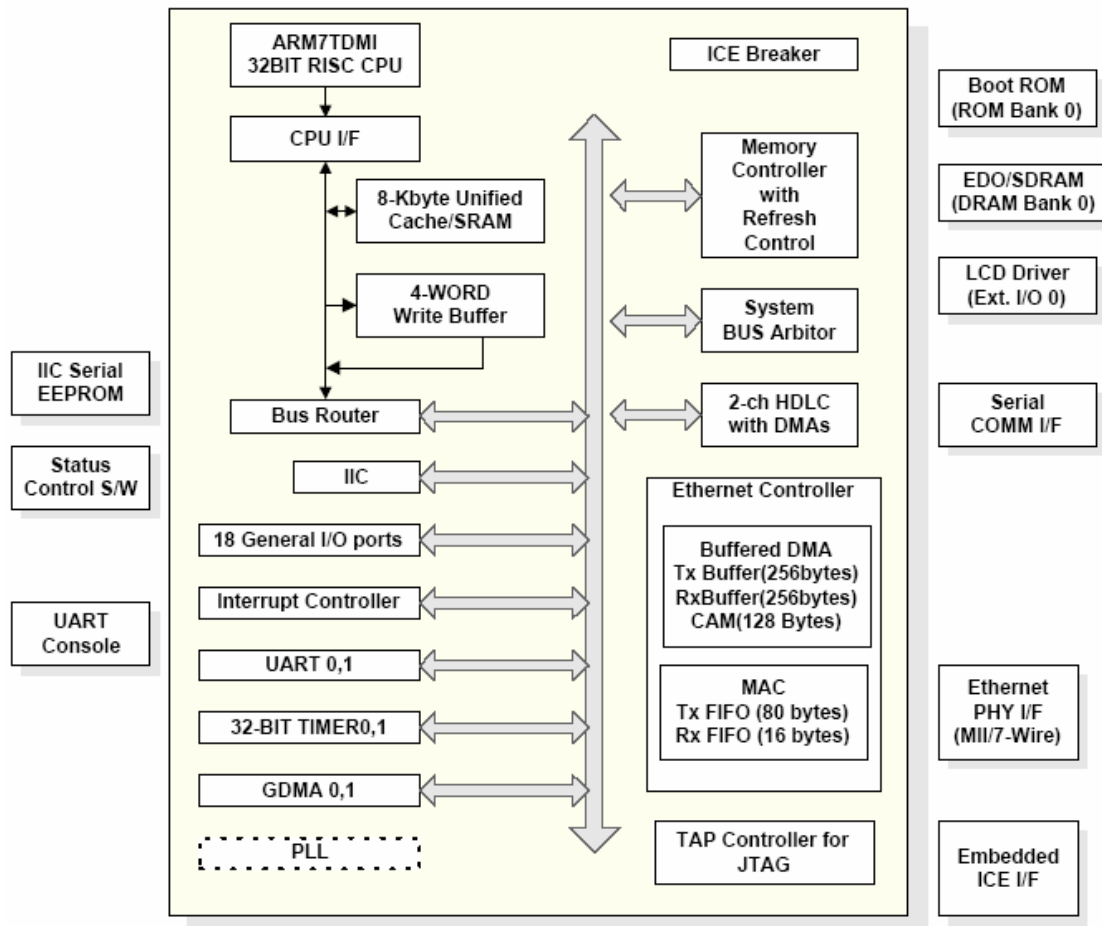 ARM7TDMI
32BIT RISC CPU
CPU I/F
8-Kbyte Unified
Cache/SRAM
4-WORD
Write Buffer
Bus Router
IIC
18 General I/O ports
Interrupt Controller
UART 0,1
32-BIT TIMER0,1
GDMA 0,1
PLL
IIC Serial
EEPROM
Status
Control S/W
UART
Console
ICE Breaker
Memory
Controller
with
Refresh
Control
System
BUS Arbitor
2-ch HDLC
with DMAs
Ethernet Controller
Buffered DMA
Tx Buffer(256bytes)
RxBuffer(256bytes)
CAM(128 Bytes)
MAC
Tx FIFO (80 bytes)
Rx FIFO (16 bytes)
TAP Controller for
JTAG
Boot ROM
(ROM Bank 0)
EDO/SDRAM
(DRAM Bank 0)
LCD Driver
(Ext. I/O 0)
Serial
COMM I/F
Ethernet
PHY I/F
(MII/7-Wire)
Embedded
ICE I/F